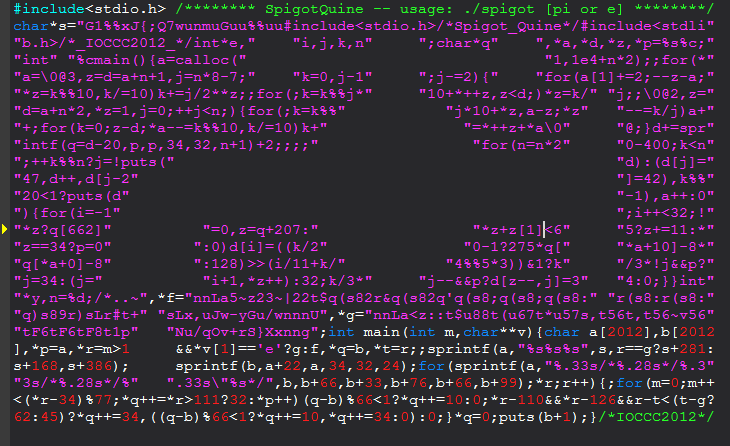 #include<stdio.h> /******** SpigotQuine -- usage: ./spigot [pi or e] ********/
char*s="Gl%%xJ{;Q7wunmuGuu%%uu#include<stdio.h>/*Spigot_Quine*/#include<stdli"
"b.h>/*_IOCCC2012_*/int*e," "i,j,k,n" ";char*q" ",*a,*d,*z,*p=%s%c;"
"int" "%cmain(){a=calloc(" "1,1e4+n*2);;for(*"
"a=\0@3,z=d=a+n+1,j=n*8-7;" "k=0,j-1" ";j-=2){" "for(a[1]+=2;--z-a;"
"*z=k%%10,k/=10)k+=j/2**z;;for(;k=k%%j*" "10+*++z,z<d;)*z=k/" "j;;\0@2,z="
"d=a+n*2,*z=1,j=0;++j<n;){for(;k=k%%" "j*10+*z,a-z;*z" "--=k/j)a+"
"+;for(k=0;z-d;*a--=k%%10,k/=10)k+" "=*++z+*a\0" "@;}d+=spr"
"intf(q=d-20,p,p,34,32,n+1)+2;;;;" "for(n=n*2" "0-400;k<n"
";++k%%n?j=!puts(" "d):(d[j]="
"47,d++,d[j-2" "]=42),k%%"
"20<1?puts(d" "-1),a++:0"
"){for(i=-1" ";i++<32;!"
"*z?q[662]" "=0,z=q+207:" "*z+z[1]<6" "5?z+=11:*"
"z==34?p=0" ":0)d[i]=((k/2" "0-1?275*q[" "*a+10]-8*"
"q[*a+0]-8" ":128)>>(i/11+k/" "4%%5*3))&1?k" "/3*!j&&p?"
"j=34:(j=" "i+1,*z++):32;k/3*" "j--&&p?d[z--,j]=3" "4:0;}}int"
"*y,n=%d;/*..~",*f="nnLa5~z23~|22t$q(s82r&q(s82q'q(s8;q(s8;q(s8:" "r(s8:r(s8:"
"q)s89r)sLr#t+" "sLx,uJw-yGu/wnnnU",*g="nnLa<z::t$u88t(u67t*u57s,t56t,t56~v56"
"tF6tF6tF8t1p" "Nu/qOv+rS}Xxnng";int main(int m,char**v){char a[2012],b[2012
],*p=a,*r=m>1 &&*v[1]=='e'?g:f,*q=b,*t=r;;sprintf(a,"%s%s%s",s,r==g?s+281:
s+168,s+386); sprintf(b,a+22,a,34,32,24);for(sprintf(a,"%.33s/*%.28s*/%.3"
"3s/*%.28s*/%" ".33s\"%s*/",b,b+66,b+33,b+76,b+66,b+99);*r;r++){;for(m=0;m++
<(*r-34)%77;*q++=*r>111?32:*p++)(q-b)%66<1?*q++=10:0;*r-110&&*r-126&&r-t<(t-g?
62:45)?*q++=34,((q-b)%66<1?*q++=10,*q++=34:0):0;}*q=0;puts(b+1);}/*IOCCC2012*/